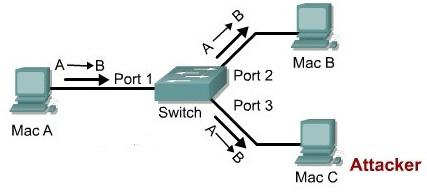 A → B
Port 1
Mac A
Switch
A → B
Port 2
Mac B
Port 3
A → B
Mac C
Attacker